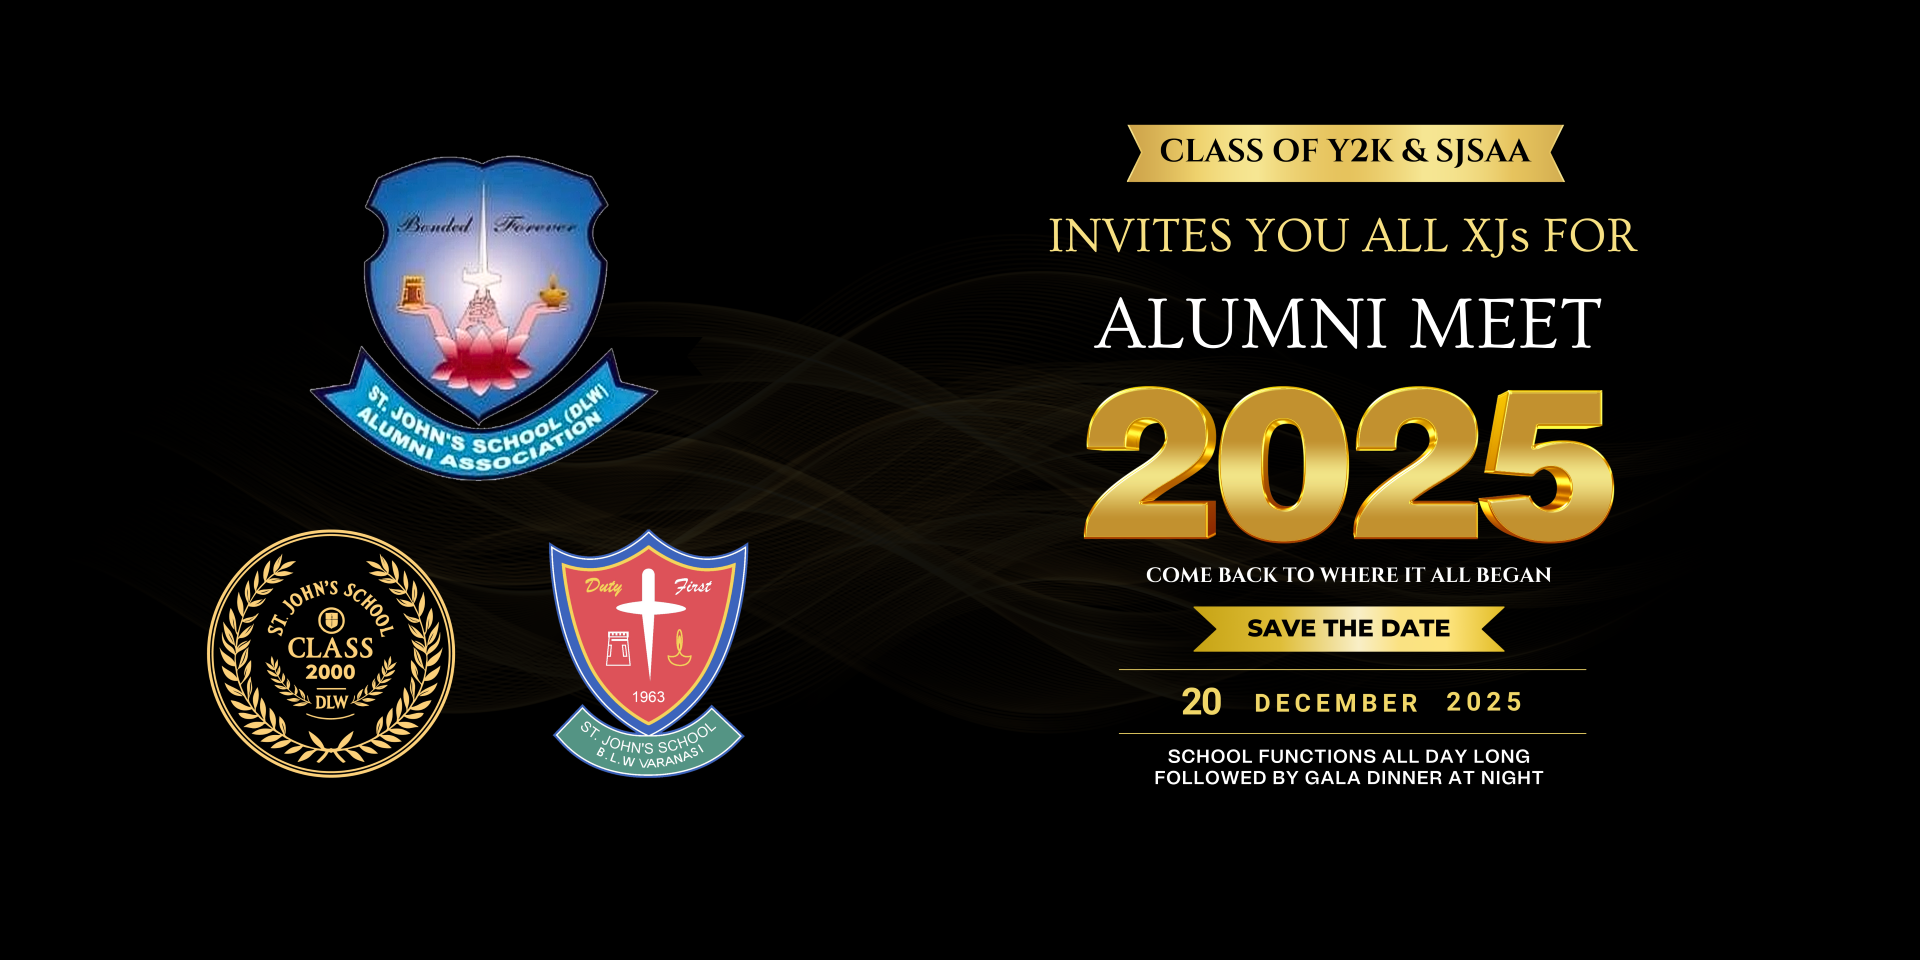 Bonded Forever
ST. JOHN'S SCHOOL (DLW)
ALUMNI ASSOCIATION
ST. JOHN'S SCHOOL
CLASS
2000
DLW
Duty First
1963
ST. JOHN'S SCHOOL
B.L.W VARANASI
CLASS OF Y2K & SJSAA
INVITES YOU ALL XJs FOR
ALUMNI MEET
2025
COME BACK TO WHERE IT ALL BEGAN
SAVE THE DATE
20 DECEMBER 2025
SCHOOL FUNCTIONS ALL DAY LONG
FOLLOWED BY GALA DINNER AT NIGHT